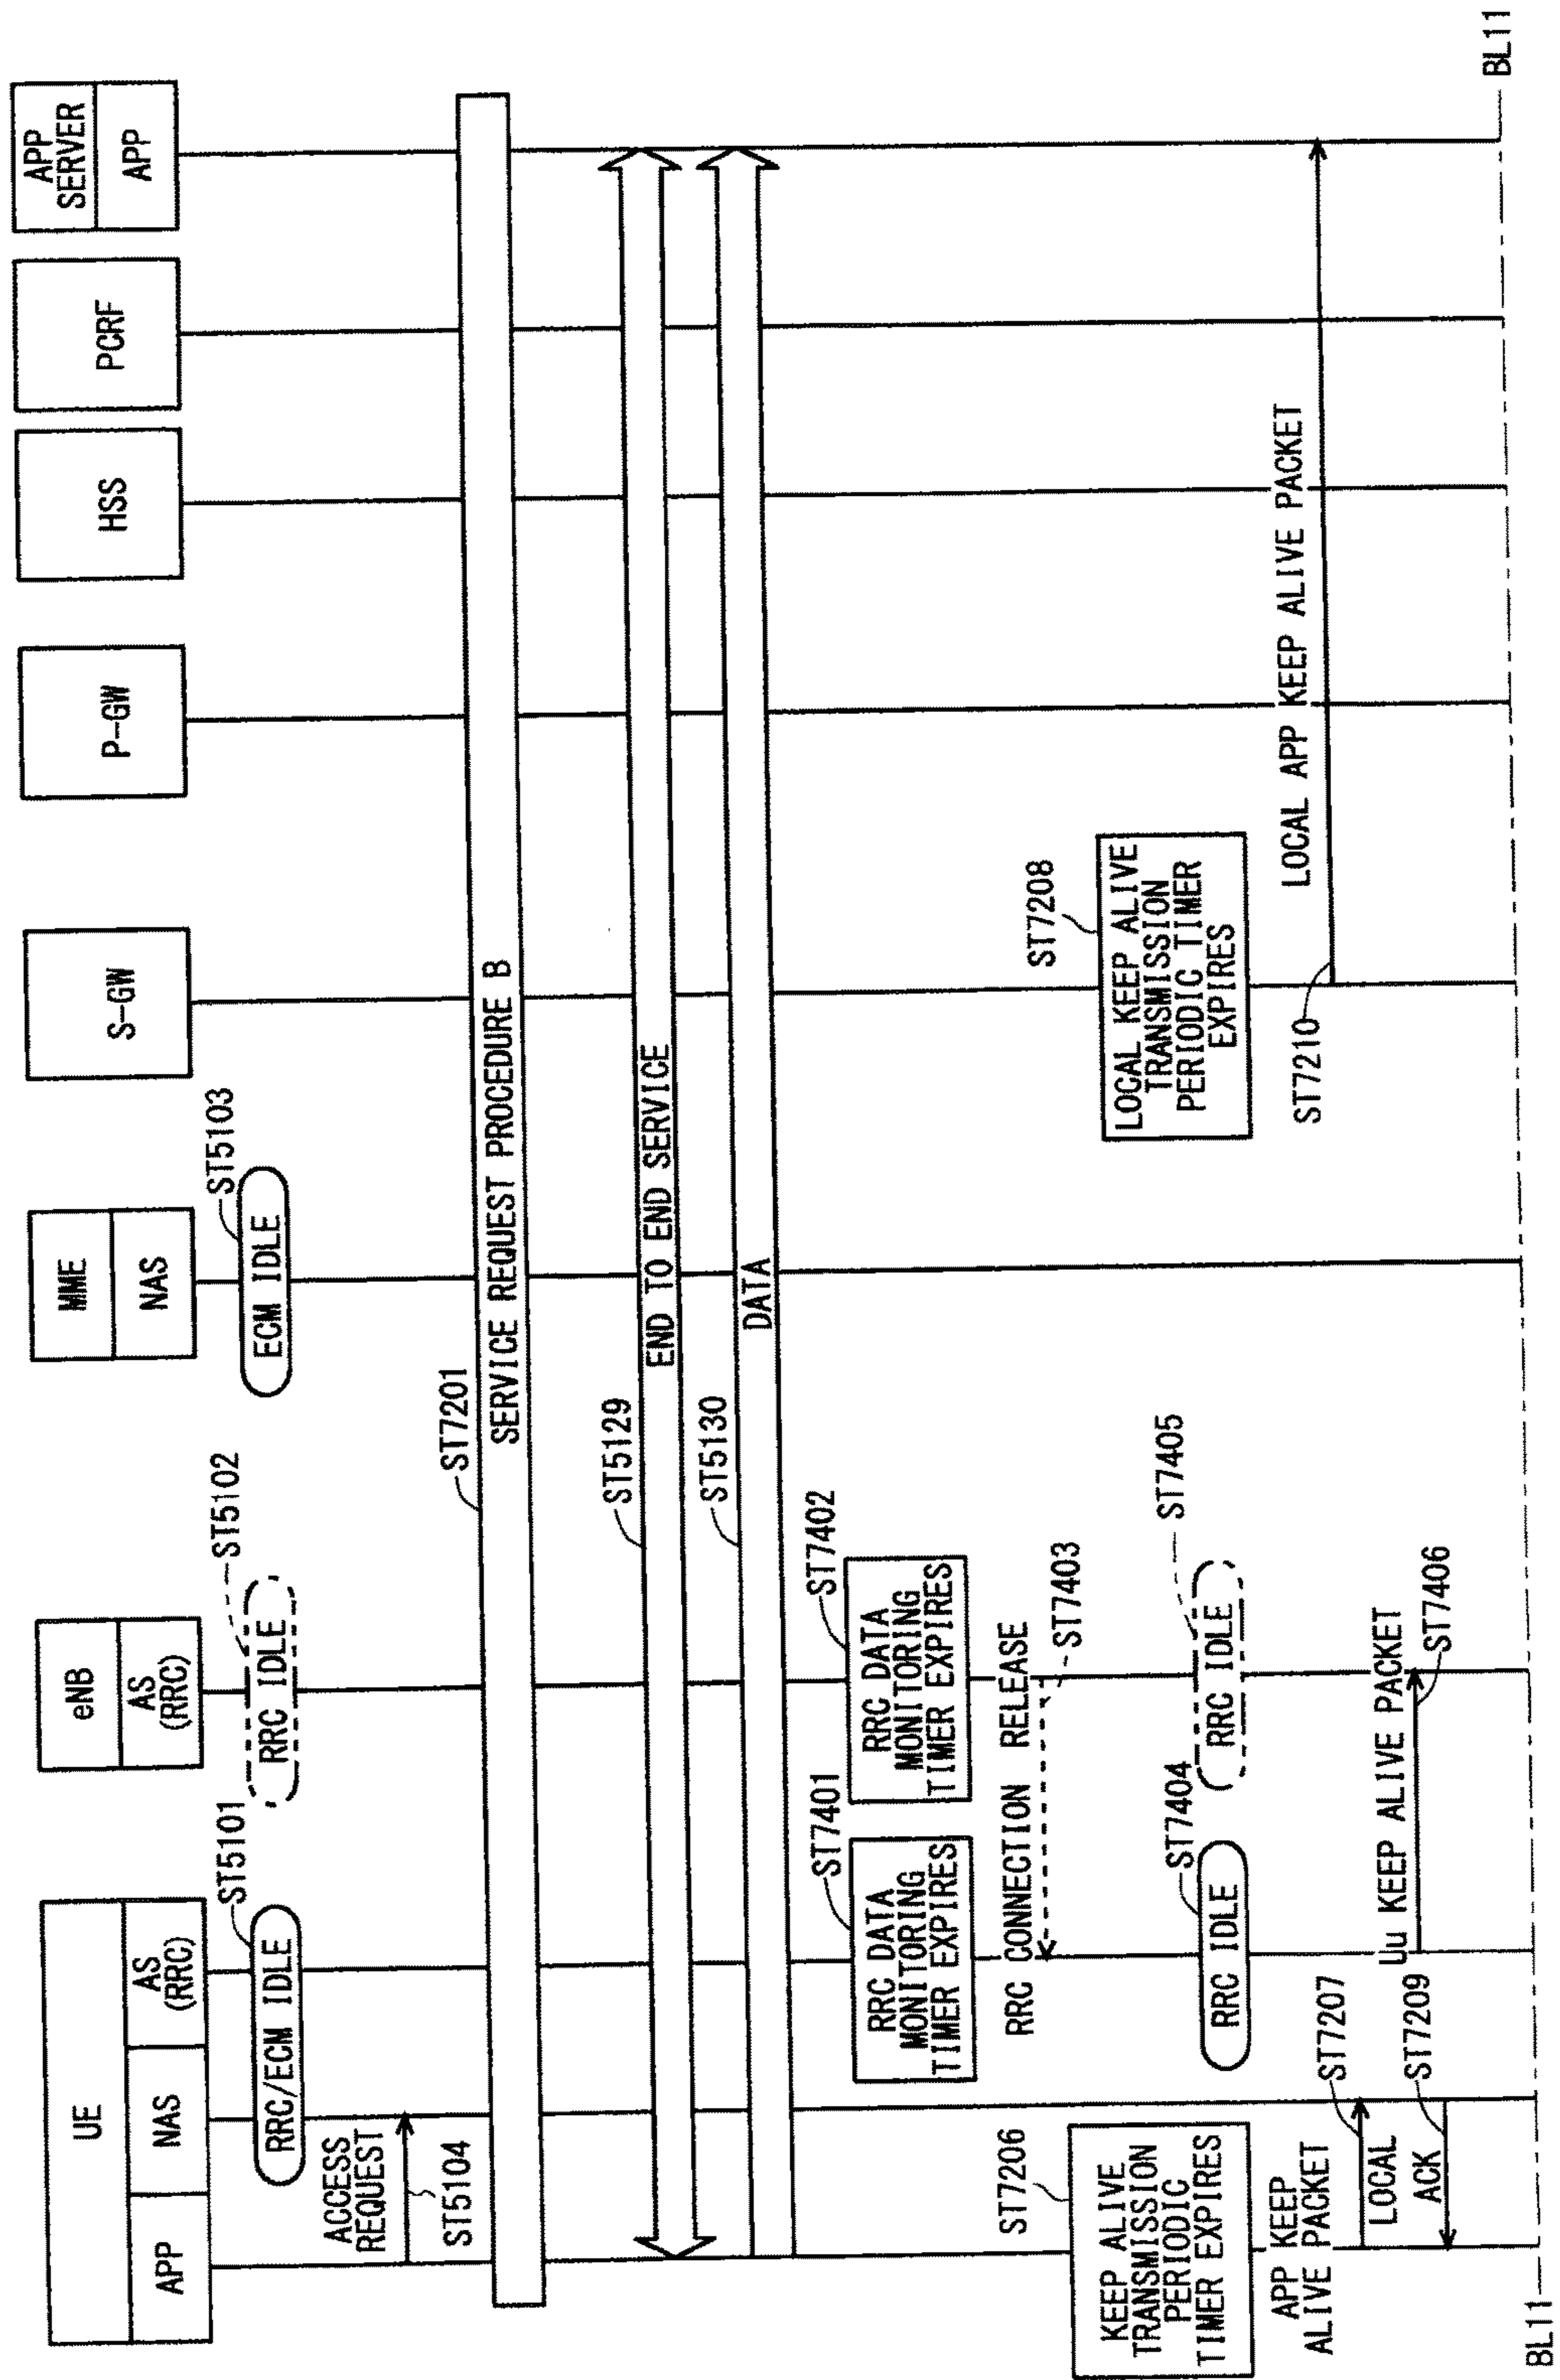 UE
APP
NAS
AS
(RRC)
eNB
AS
(RRC)
MME
NAS
S-GW
P-GW
HSS
PCRF
APP
SERVER
APP
ST5101
RRC/ECM IDLE
ST5102
RRC IDLE
ST5103
ECM IDLE
ACCESS
REQUEST
ST5104
ST7201
SERVICE REQUEST PROCEDURE B
ST5129
END TO END SERVICE
ST5130
DATA
ST7401
RRC DATA
MONITORING
TIMER EXPIRES
ST7402
RRC DATA
MONITORING
TIMER EXPIRES
RRC CONNECTION RELEASE
ST7403
ST7206
KEEP ALIVE
TRANSMISSION
PERIODIC
TIMER EXPIRES
ST7404
RRC IDLE
ST7405
RRC IDLE
ST7208
LOCAL KEEP ALIVE
TRANSMISSION
PERIODIC TIMER
EXPIRES
APP KEEP
ALIVE PACKET
ST7207
ST7210
LOCAL APP KEEP ALIVE PACKET
Uu KEEP ALIVE PACKET
ST7406
LOCAL
ACK
ST7209
BL11
BL11